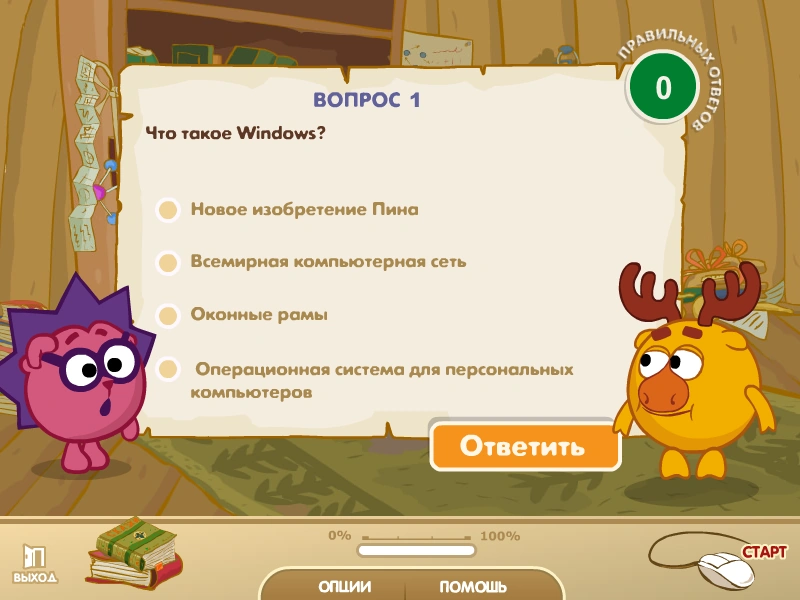 ПРАВИЛЬНЫХ ОТВЕТОВ
0
ВОПРОС 1
Что такое Windows?
Новое изобретение Пина
Всемирная компьютерная сеть
Оконные рамы
Операционная система для персональных
компьютеров
Ответить
0%
100%
ВЫХОД
СТАРТ
ОПЦИИ
ПОМОЩЬ